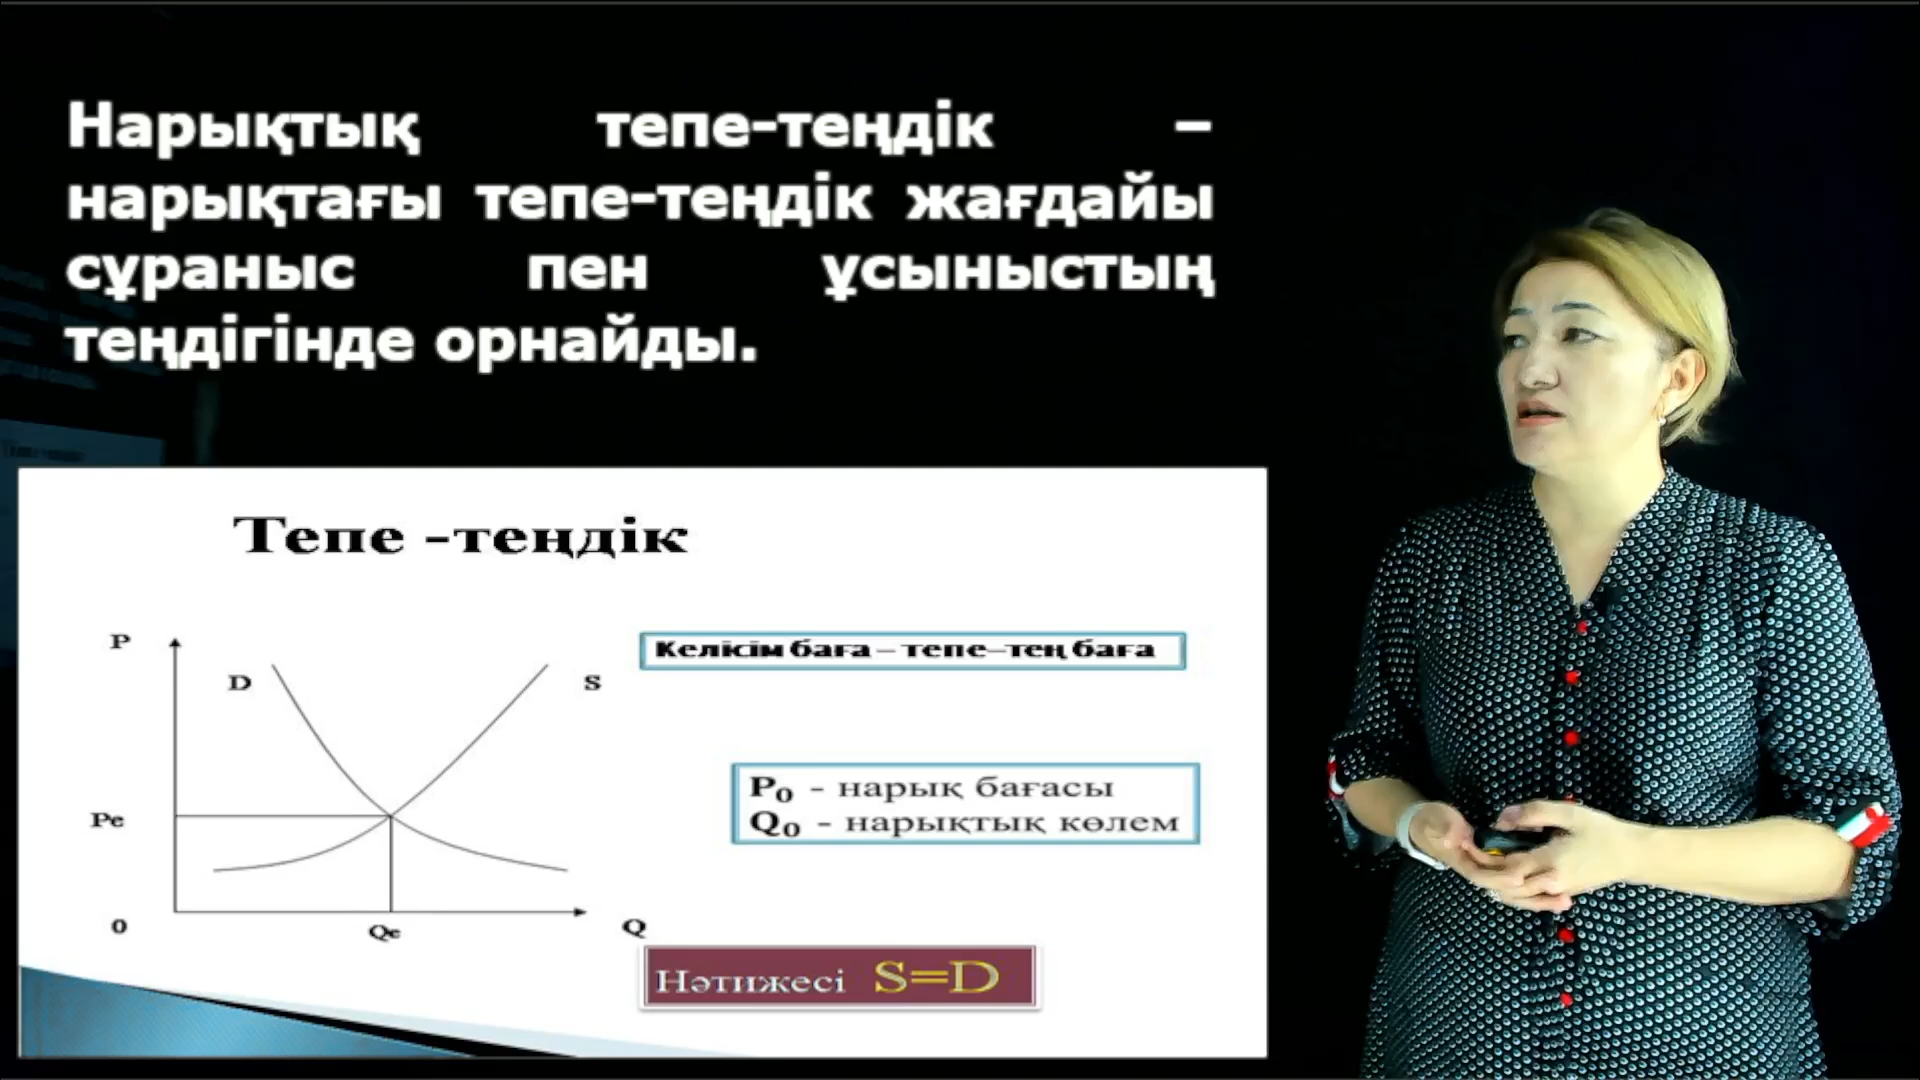 Нарықтық тепе-теңдік –
нарықтағы тепе-теңдік жағдайы
сұраныс пен ұсыныстың
теңдігінде орнайды.
Тепе -теңдік
P
D
S
Келісім баға – тепе–тең баға
P₀ - нарық бағасы
Pe
Q₀ - нарықтық көлем
0
Qe
Q
Нәтижесі S=D